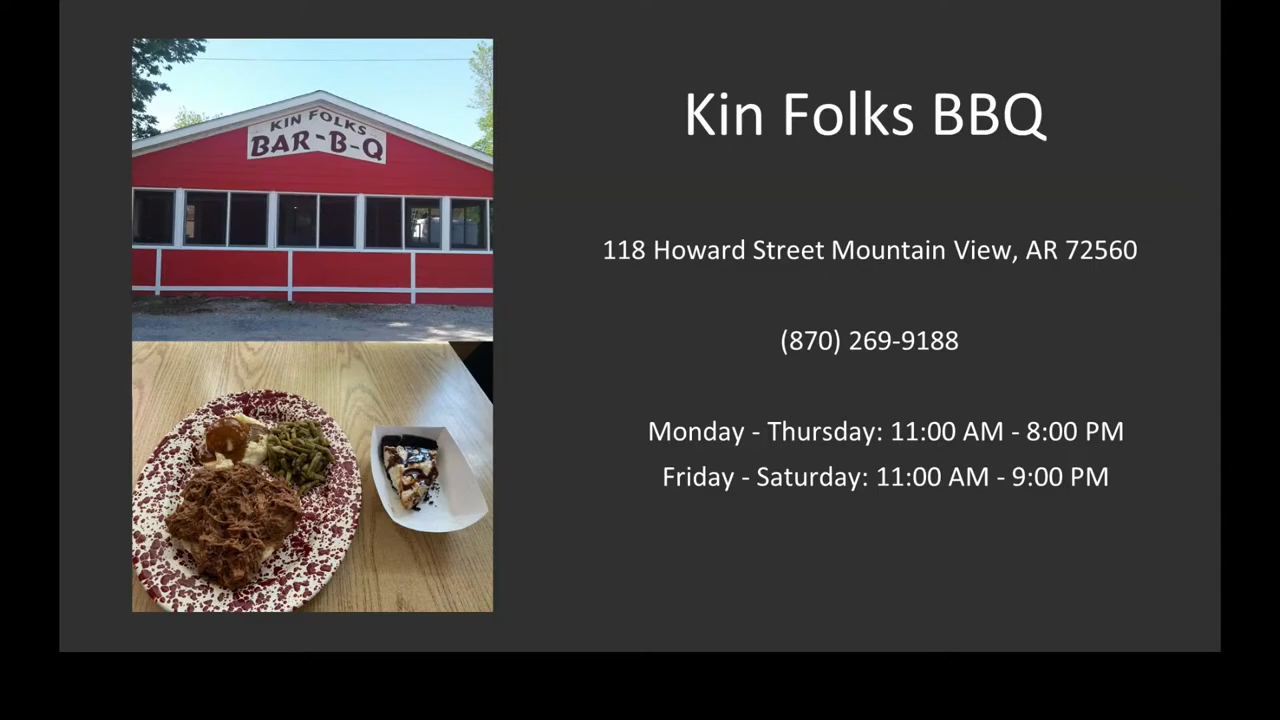 KIN FOLKS
BAR-B-Q
Kin Folks BBQ
118 Howard Street Mountain View, AR 72560
(870) 269-9188
Monday - Thursday: 11:00 AM - 8:00 PM
Friday - Saturday: 11:00 AM - 9:00 PM